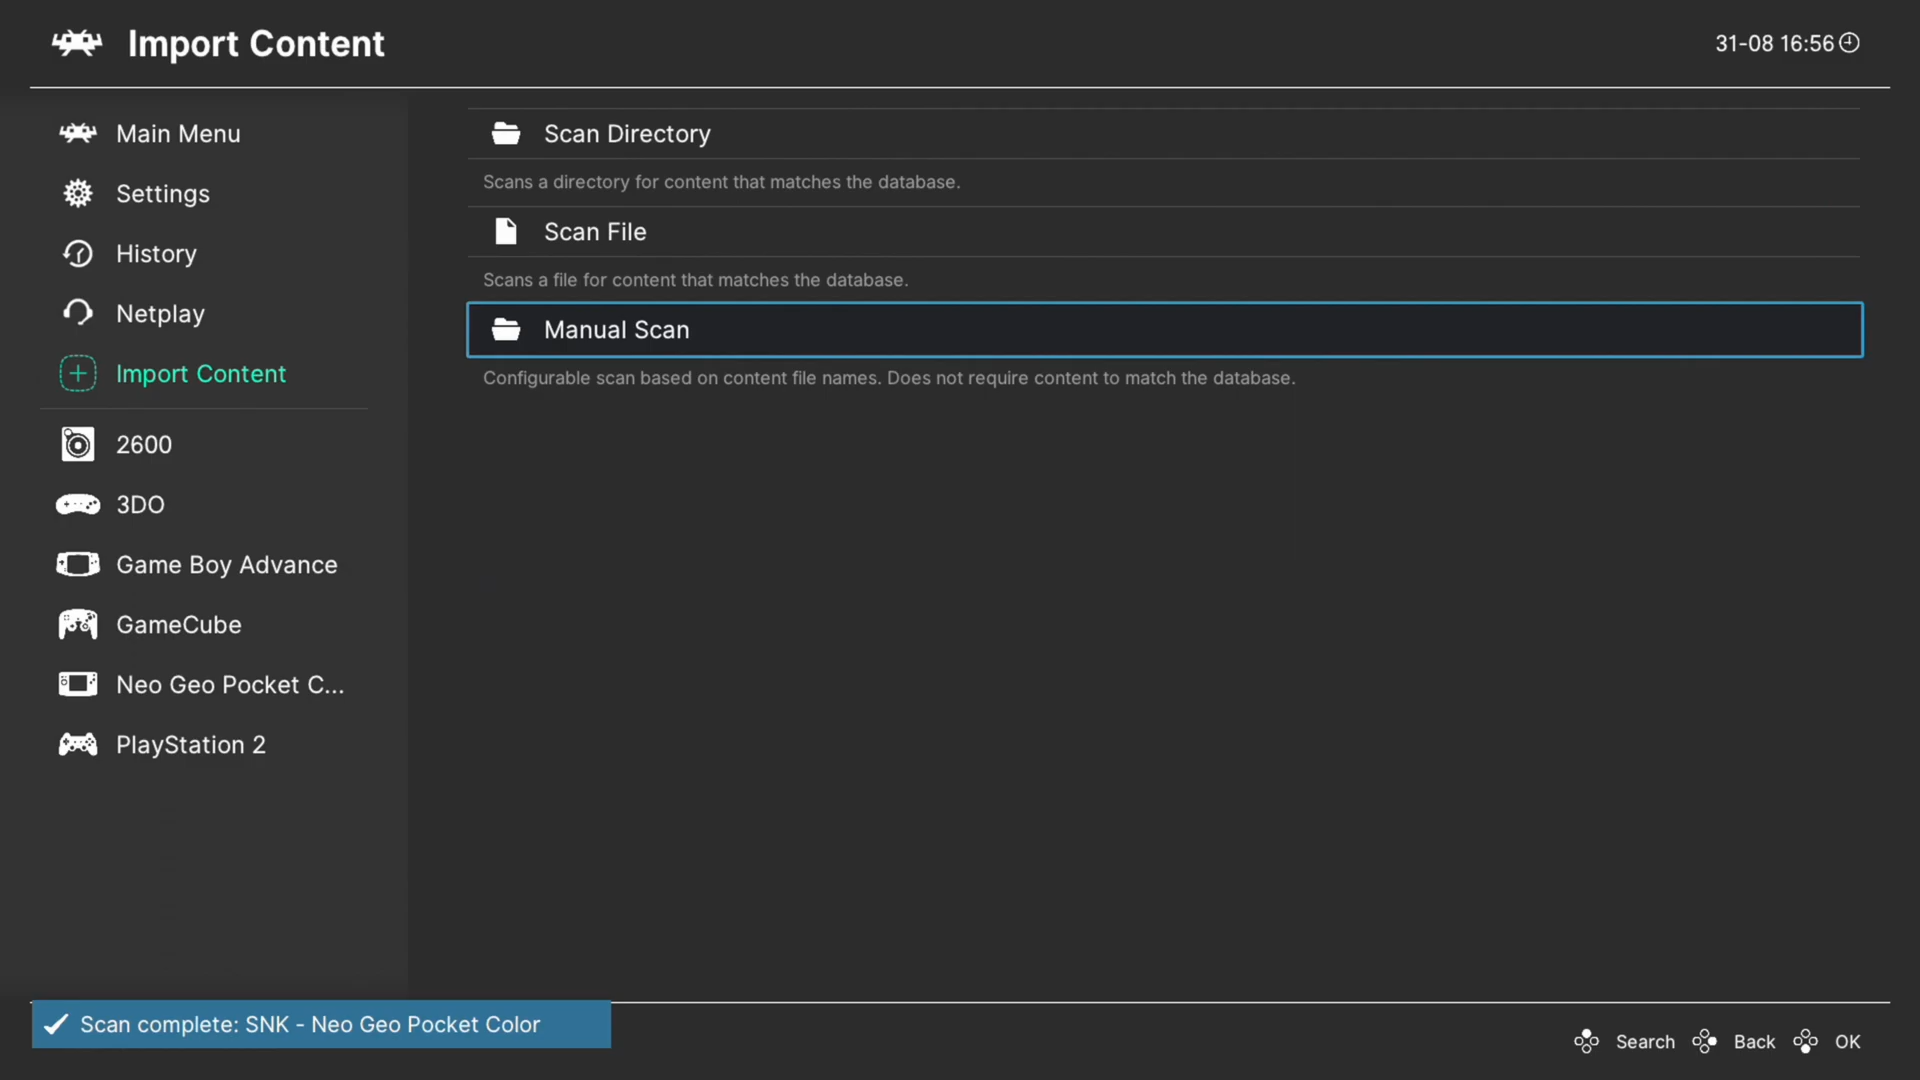 Import Content
31-08 16:56
Main Menu
Settings
History
Netplay
Import Content
2600
3DO
Game Boy Advance
GameCube
Neo Geo Pocket C...
PlayStation 2
Scan Directory
Scans a directory for content that matches the database.
Scan File
Scans a file for content that matches the database.
Manual Scan
Configurable scan based on content file names. Does not require content to match the database.
Scan complete: SNK - Neo Geo Pocket Color
Search Back OK